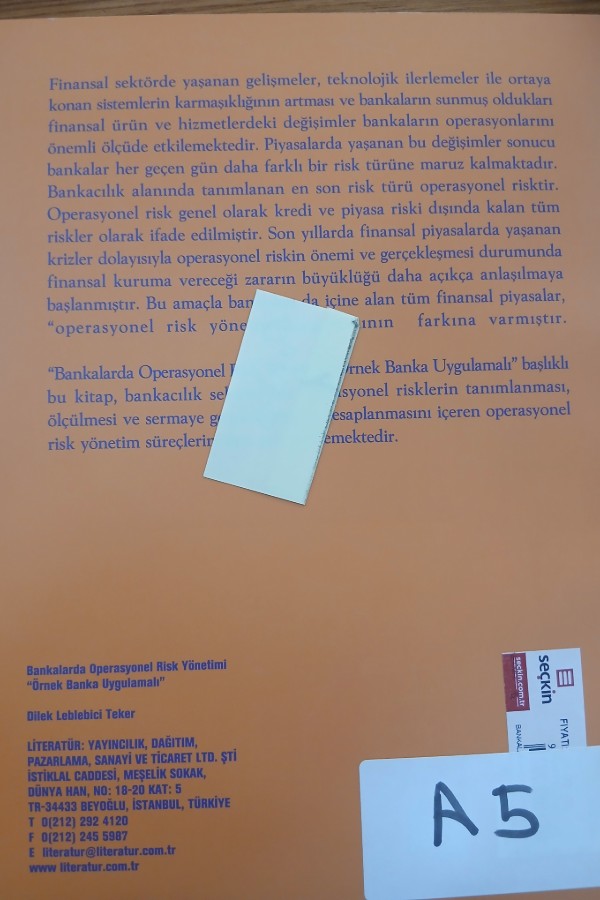 Finansal sektörde yaşanan gelişmeler, teknolojik ilerlemeler ile ortaya
konan sistemlerin karmaşıklığının artması ve bankaların sunmuş oldukları
finansal ürün ve hizmetlerdeki değişimler bankaların operasyonlarını
önemli ölçüde etkilemektedir. Piyasalarda yaşanan bu değişimler sonucu
bankalar her geçen gün daha farklı bir risk türüne maruz kalmaktadır.
Bankacılık alanında tanımlanan en son risk türü operasyonel risktir.
Operasyonel risk genel olarak kredi ve piyasa riski dışında kalan tüm
riskler olarak ifade edilmiştir. Son yıllarda finansal piyasalarda yaşanan
krizler dolayısıyla operasyonel riskin önemi ve gerçekleşmesi durumunda
finansal kuruma vereceği zararın büyüklüğü daha açıkça anlaşılmaya
başlanmıştır. Bu amaçla ban da içine alan tüm finansal piyasalar,
"operasyonel risk yöne ının farkına varmıştır.
"Bankalarda Operasyonel rnek Banka Uygulamalı" başlıklı
bu kitap, bankacılık sek syonel risklerin tanımlanması,
ölçülmesi ve sermaye ge esaplanmasını içeren operasyonel
risk yönetim süreçlerin emektedir.
Bankalarda Operasyonel Risk Yönetimi
"Örnek Banka Uygulamalı"
Dilek Leblebici Teker
LİTERATÜR: YAYINCILIK, DAĞITIM,
PAZARLAMA, SANAYİ VE TİCARET LTD. ŞTİ
İSTİKLAL CADDESİ, MEŞELİK SOKAK,
DÜNYA HAN, NO: 18-20 KAT: 5
TR-34433 BEYOĞLU, İSTANBUL, TÜRKİYE
T 0(212) 292 4120
F 0(212) 245 5987
E literatur@literatur.com.tr
www literatur.com.tr
seçkin
seckin.com.tr
FİYATI
9
BANKAL
A5